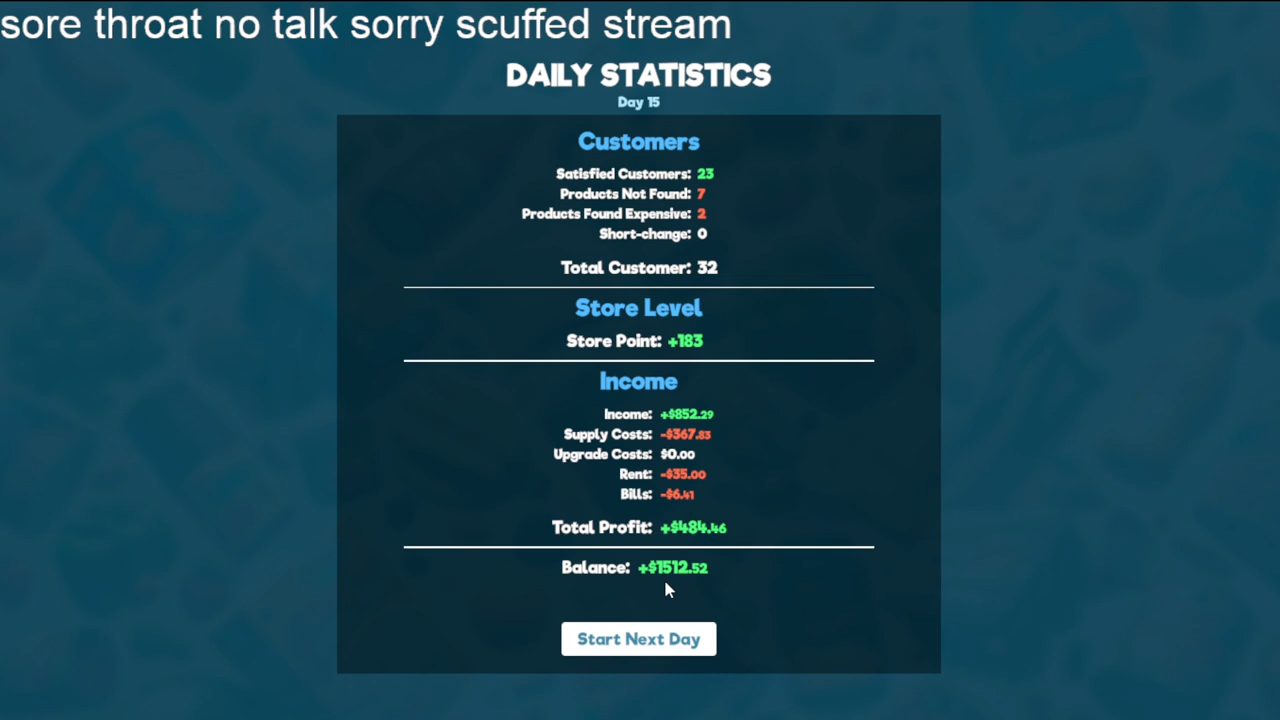 sore throat no talk sorry scuffed stream
DAILY STATISTICS
Day 15
Customers
Satisfied Customers: 23
Products Not Found: 7
Products Found Expensive: 2
Short-change: 0
Total Customer: 32
Store Level
Store Point: +183
Income
Income: +$852.29
Supply Costs: -$367.83
Upgrade Costs: $0.00
Rent: -$35.00
Bills: -$6.41
Total Profit: +$484.46
Balance: +$1512.52
Start Next Day